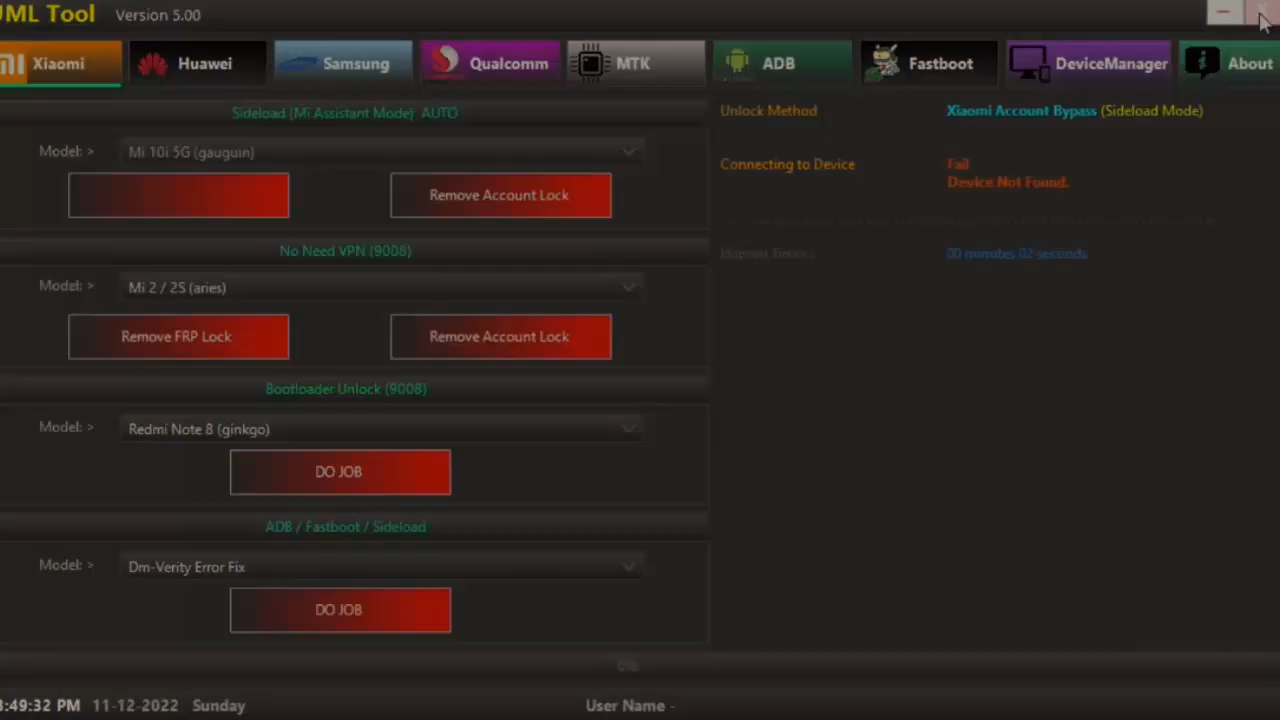 UML Tool Version 5.00
Xiaomi Huawei Samsung Qualcomm MTK ADB Fastboot DeviceManager About
Sideload (Mi Assistant Mode) AUTO
Model: > Mi 10i 5G (gauguin)
Remove Account Lock
No Need VPN (9008)
Model: > Mi 2 / 2S (aries)
Remove FRP Lock Remove Account Lock
Bootloader Unlock (9008)
Model: > Redmi Note 8 (ginkgo)
DO JOB
ADB / Fastboot / Sideload
Model: > Dm-Verity Error Fix
DO JOB
Unlock Method Xiaomi Account Bypass (Sideload Mode)
Connecting to Device Fail
Device Not Found.
00 minutes 02 seconds
:49:32 PM 11-12-2022 Sunday User Name -